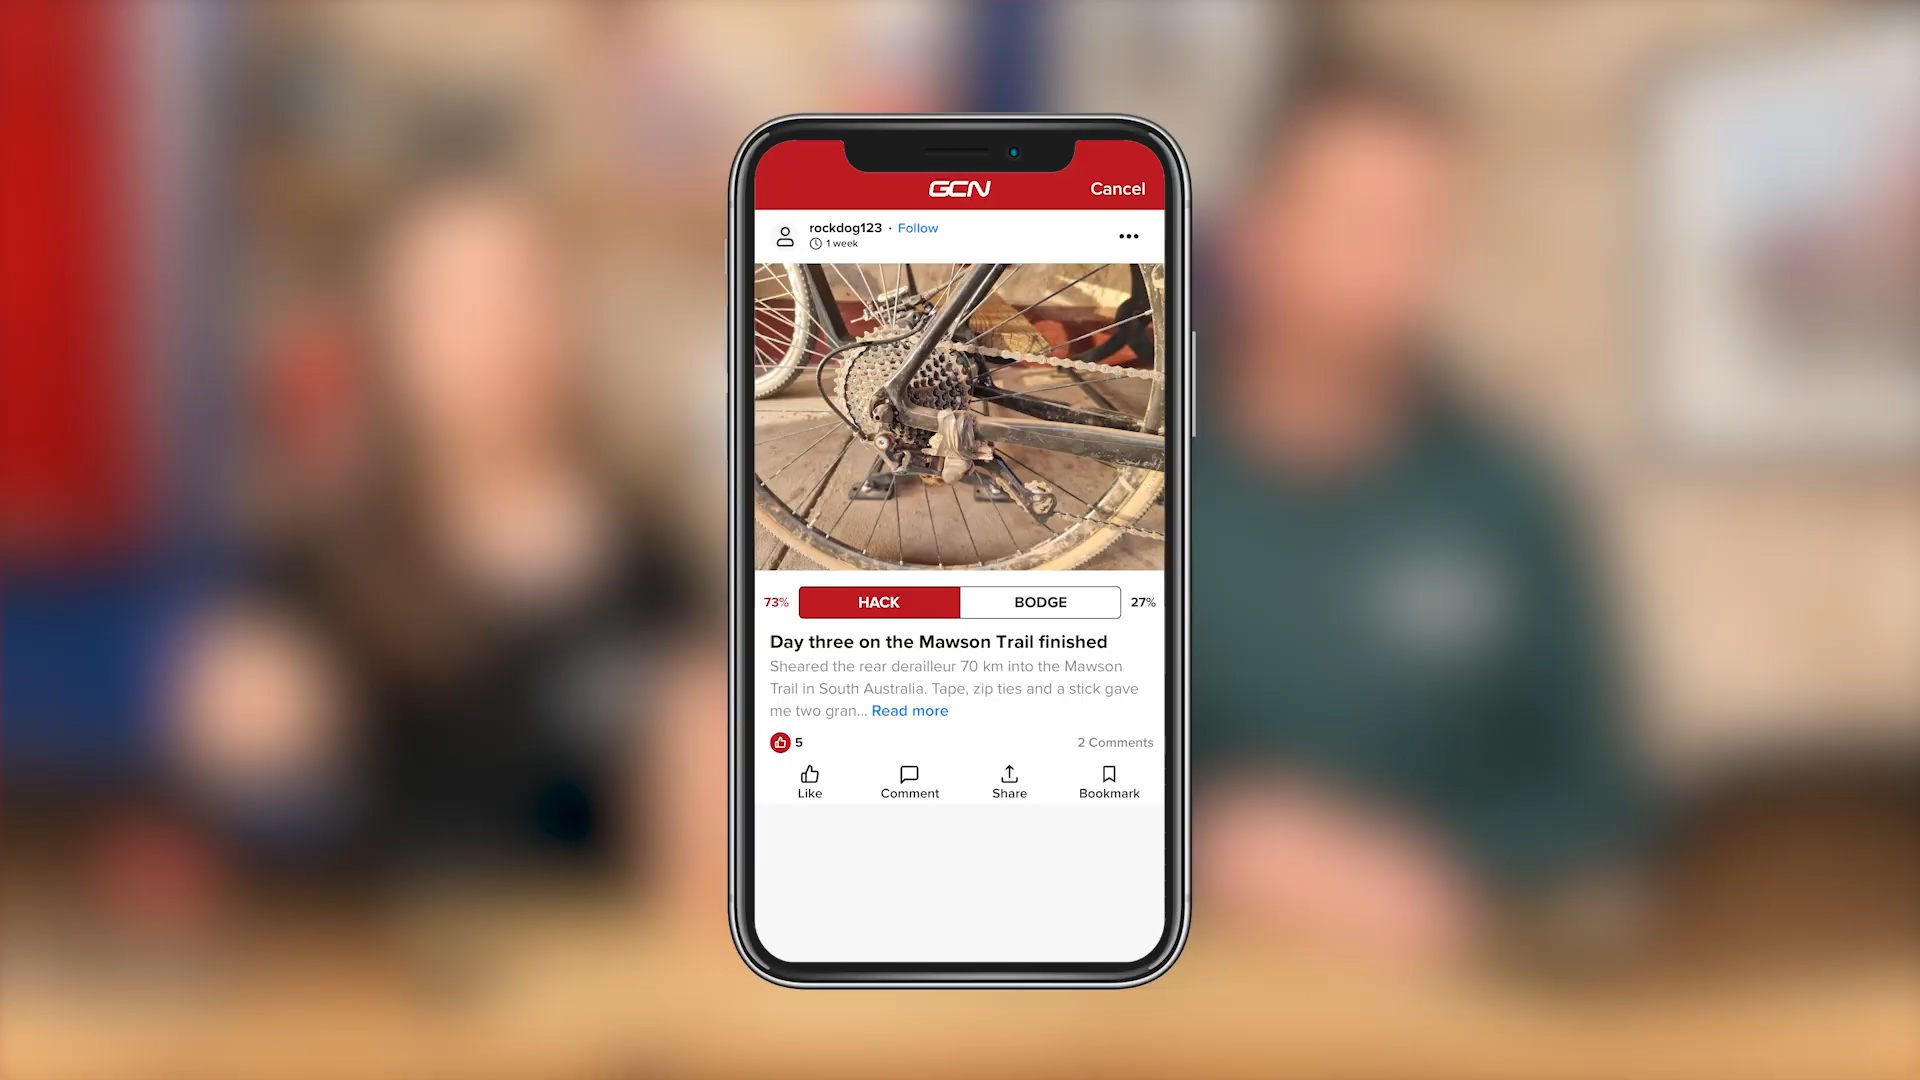 GCN
Cancel
rockdog123 · Follow
1 week
73% HACK BODGE 27%
Day three on the Mawson Trail finished
Sheared the rear derailleur 70 km into the Mawson
Trail in South Australia. Tape, zip ties and a stick gave
me two gran... Read more
5
2 Comments
Like Comment Share Bookmark